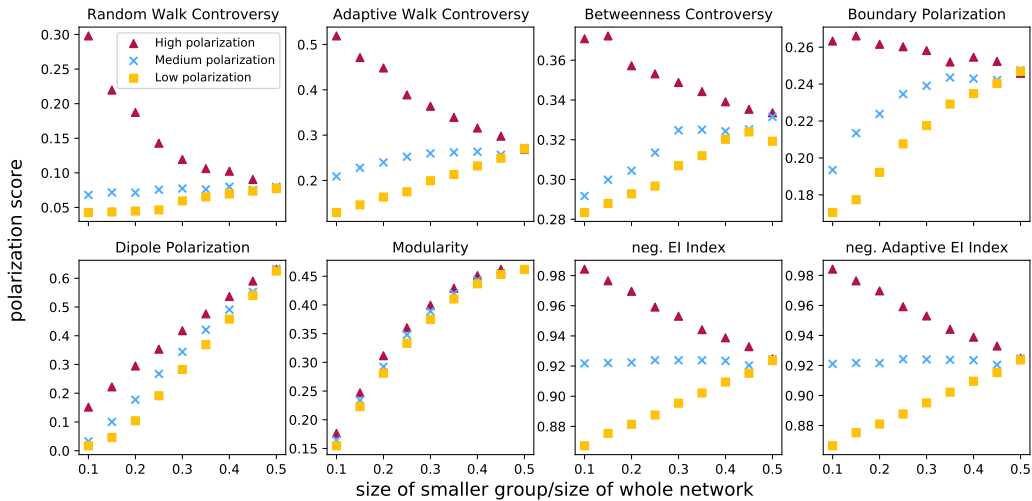 Random Walk Controversy
Adaptive Walk Controversy
Betweenness Controversy
Boundary Polarization
High polarization
Medium polarization
Low polarization
0.30
0.25
0.20
0.15
0.10
0.05
0.5
0.4
0.3
0.2
0.36
0.34
0.32
0.30
0.28
0.26
0.24
0.22
0.20
0.18
polarization score
Dipole Polarization
Modularity
neg. EI Index
neg. Adaptive EI Index
0.6
0.5
0.4
0.3
0.2
0.1
0.0
0.45
0.40
0.35
0.30
0.25
0.20
0.15
0.98
0.96
0.94
0.92
0.90
0.88
0.98
0.96
0.94
0.92
0.90
0.88
0.1 0.2 0.3 0.4 0.5
0.1 0.2 0.3 0.4 0.5
0.1 0.2 0.3 0.4 0.5
0.1 0.2 0.3 0.4 0.5
size of smaller group/size of whole network